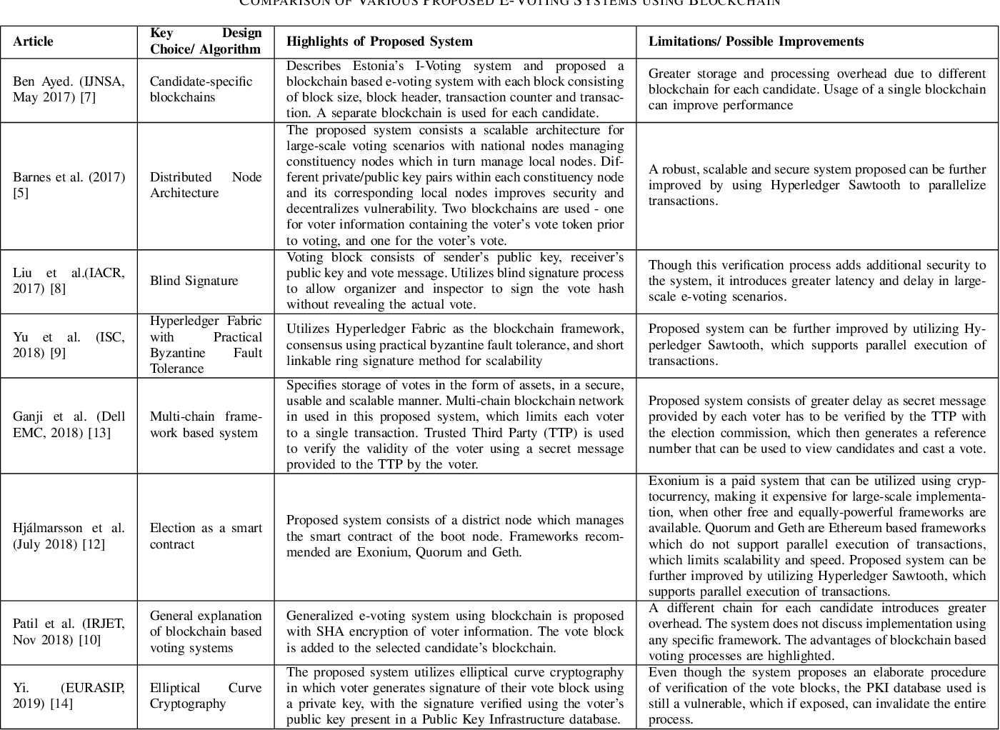 COMPARISON OF VARIOUS PROPOSED E-VOTING SYSTEMS USING BLOCKCHAIN
Article
Key Design
Choice/ Algorithm
Highlights of Proposed System
Limitations/ Possible Improvements
Ben Ayed. (IJNSA,
May 2017) [7]
Candidate-specific
blockchains
Describes Estonia's I-Voting system and proposed a
blockchain based e-voting system with each block consisting
of block size, block header, transaction counter and transac-
tion. A separate blockchain is used for each candidate.
Greater storage and processing overhead due to different
blockchain for each candidate. Usage of a single blockchain
can improve performance
Barnes et al. (2017)
[5]
Distributed Node
Architecture
The proposed system consists a scalable architecture for
large-scale voting scenarios with national nodes managing
constituency nodes which in turn manage local nodes. Dif-
ferent private/public key pairs within each constituency node
and its corresponding local nodes improves security and
decentralizes vulnerability. Two blockchains are used - one
for voter information containing the voter's vote token prior
to voting, and one for the voter's vote.
A robust, scalable and secure system proposed can be further
improved by using Hyperledger Sawtooth to parallelize
transactions.
Liu et al.(IACR,
2017) [8]
Blind Signature
Voting block consists of sender's public key, receiver's
public key and vote message. Utilizes blind signature process
to allow organizer and inspector to sign the vote hash
without revealing the actual vote.
Though this verification process adds additional security to
the system, it introduces greater latency and delay in large-
scale e-voting scenarios.
Yu et al. (ISC,
2018) [9]
Hyperledger Fabric
with Practical
Byzantine Fault
Tolerance
Utilizes Hyperledger Fabric as the blockchain framework,
consensus using practical byzantine fault tolerance, and short
linkable ring signature method for scalability
Proposed system can be further improved by utilizing Hy-
perledger Sawtooth, which supports parallel execution of
transactions.
Ganji et al. (Dell
EMC, 2018) [13]
Multi-chain frame-
work based system
Specifies storage of votes in the form of assets, in a secure,
usable and scalable manner. Multi-chain blockchain network
in used in this proposed system, which limits each voter
to a single transaction. Trusted Third Party (TTP) is used
to verify the validity of the voter using a secret message
provided to the TTP by the voter.
Proposed system consists of greater delay as secret message
provided by each voter has to be verified by the TTP with
the election commission, which then generates a reference
number that can be used to view candidates and cast a vote.
Hjálmarsson et al.
(July 2018) [12]
Election as a smart
contract
Proposed system consists of a district node which manages
the smart contract of the boot node. Frameworks recom-
mended are Exonium, Quorum and Geth.
Exonium is a paid system that can be utilized using cryp-
tocurrency, making it expensive for large-scale implementa-
tion, when other free and equally-powerful frameworks are
available. Quorum and Geth are Ethereum based frameworks
which do not support parallel execution of transactions,
which limits scalability and speed. Proposed system can be
further improved by utilizing Hyperledger Sawtooth, which
supports parallel execution of transactions.
Patil et al. (IRJET,
Nov 2018) [10]
General explanation
of blockchain based
voting systems
Generalized e-voting system using blockchain is proposed
with SHA encryption of voter information. The vote block
is added to the selected candidate's blockchain.
A different chain for each candidate introduces greater
overhead. The system does not discuss implementation using
any specific framework. The advantages of blockchain based
voting processes are highlighted.
Yi. (EURASIP,
2019) [14]
Elliptical Curve
Cryptography
The proposed system utilizes elliptical curve cryptography
in which voter generates signature of their vote block using
a private key, with the signature verified using the voter's
public key present in a Public Key Infrastructure database.
Even though the system proposes an elaborate procedure
of verification of the vote blocks, the PKI database used is
still a vulnerable, which if exposed, can invalidate the entire
process.